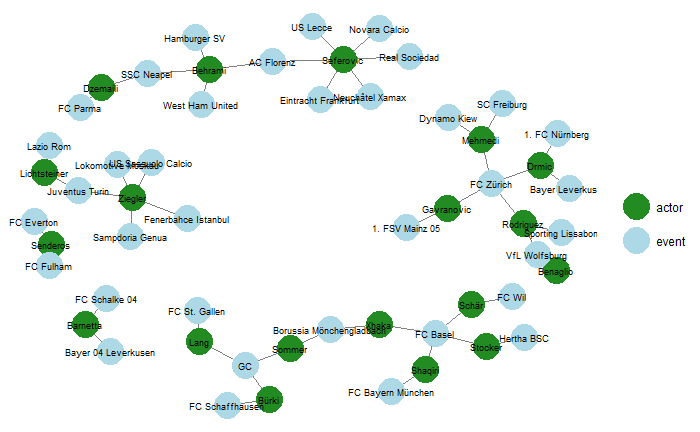 US Lecce
Novara Calcio
Hamburger SV
AC Florenz
Seferovic
Real Sociedad
SSC Neapel
Behrami
Dzemaili
FC Parma
West Ham United
Eintracht Frankfurt
Neuchâtel Xamax
SC Freiburg
Dynamo Kiew
Mehmedi
1. FC Nürnberg
Lazio Rom
Lokomotive Moskau
US Sassuolo Calcio
Lichtsteiner
Drmic
FC Zürich
Juventus Turin
Ziegler
Bayer Leverkus
Gavranovic
actor
FC Everton
Fenerbahce Istanbul
Rodriguez
1. FSV Mainz 05
Sporting Lissabon
Sampdoria Genua
Senderos
event
VfL Wolfsburg
FC Fulham
Benaglio
FC Schalke 04
FC Wil
Schär
FC St. Gallen
Barnetta
Borussia Mönchengladbach
Xhaka
FC Basel
Hertha BSC
Lang
Sommer
Stocker
Bayer 04 Leverkusen
GC
Shaqiri
FC Bayern München
Bürki
FC Schaffhausen